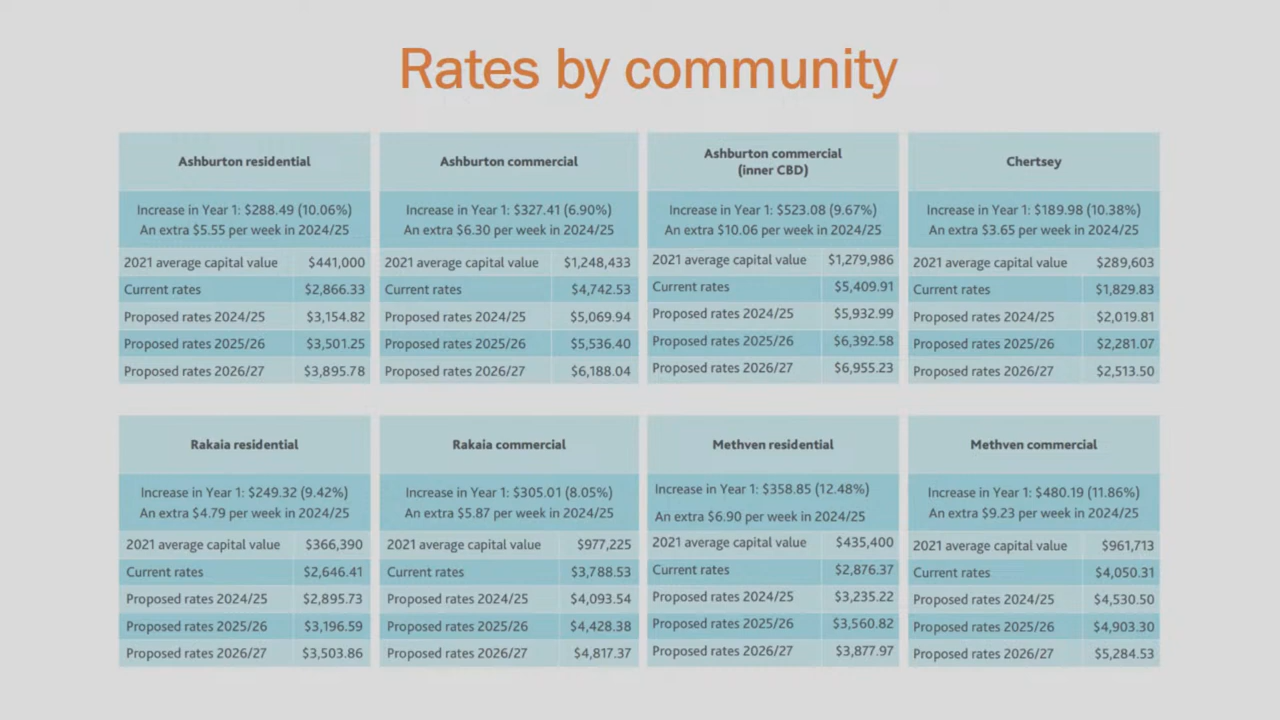 Rates by community
Ashburton residential
Increase in Year 1: $288.49 (10.06%)
An extra $5.55 per week in 2024/25
2021 average capital value $441,000
Current rates $2,866.33
Proposed rates 2024/25 $3,154.82
Proposed rates 2025/26 $3,501.25
Proposed rates 2026/27 $3,895.78
Ashburton commercial
Increase in Year 1: $327.41 (6.90%)
An extra $6.30 per week in 2024/25
2021 average capital value $1,248,433
Current rates $4,742.53
Proposed rates 2024/25 $5,069.94
Proposed rates 2025/26 $5,536.40
Proposed rates 2026/27 $6,188.04
Ashburton commercial
(inner CBD)
Increase in Year 1: $523.08 (9.67%)
An extra $10.06 per week in 2024/25
2021 average capital value $1,279,986
Current rates $5,409.91
Proposed rates 2024/25 $5,932.99
Proposed rates 2025/26 $6,392.58
Proposed rates 2026/27 $6,955.23
Chertsey
Increase in Year 1: $189.98 (10.38%)
An extra $3.65 per week in 2024/25
2021 average capital value $289,603
Current rates $1,829.83
Proposed rates 2024/25 $2,019.81
Proposed rates 2025/26 $2,281.07
Proposed rates 2026/27 $2,513.50
Rakaia residential
Increase in Year 1: $249.32 (9.42%)
An extra $4.79 per week in 2024/25
2021 average capital value $366,390
Current rates $2,646.41
Proposed rates 2024/25 $2,895.73
Proposed rates 2025/26 $3,196.59
Proposed rates 2026/27 $3,503.86
Rakaia commercial
Increase in Year 1: $305.01 (8.05%)
An extra $5.87 per week in 2024/25
2021 average capital value $977,225
Current rates $3,788.53
Proposed rates 2024/25 $4,093.54
Proposed rates 2025/26 $4,428.38
Proposed rates 2026/27 $4,817.37
Methven residential
Increase in Year 1: $358.85 (12.48%)
An extra $6.90 per week in 2024/25
2021 average capital value $435,400
Current rates $2,876.37
Proposed rates 2024/25 $3,235.22
Proposed rates 2025/26 $3,560.82
Proposed rates 2026/27 $3,877.97
Methven commercial
Increase in Year 1: $480.19 (11.86%)
An extra $9.23 per week in 2024/25
2021 average capital value $961,713
Current rates $4,050.31
Proposed rates 2024/25 $4,530.50
Proposed rates 2025/26 $4,903.30
Proposed rates 2026/27 $5,284.53